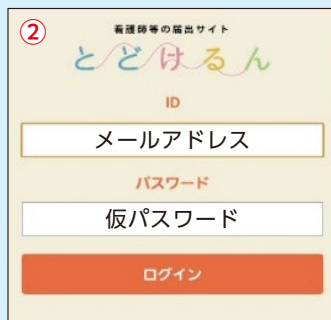 ②
看護師等の届出サイト
とどけるん
ID
メールアドレス
パスワード
仮パスワード
ログイン